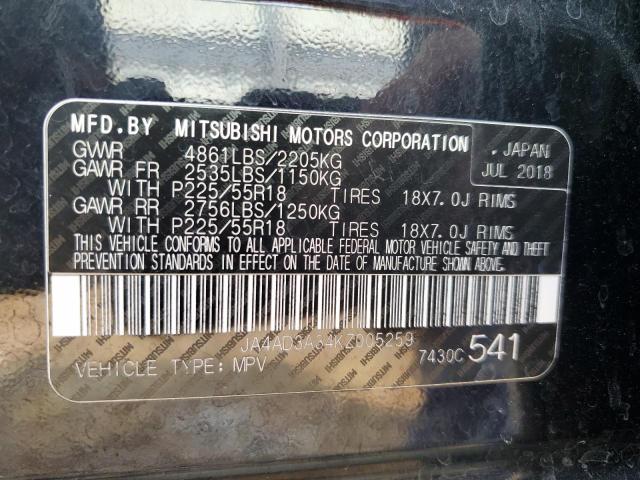 MFD.BY MITSUBISHI MOTORS CORPORATION
GVWR 4861LBS/2205KG , JAPAN
GAWR FR 2535LBS/1150KG JUL 2018
WITH P225/55R18 TIRES 18X7.0J RIMS
GAWR RR 2756LBS/1250KG
WITH P225/55R18 TIRES 18X7.0J RIMS
THIS VEHICLE CONFORMS TO ALL APPLICABLE FEDERAL MOTOR VEHICLE SAFETY AND THEFT
PREVENTION STANDARDS IN EFFECT ON THE DATE OF MANUFACTURE SHOWN ABOVE.
JA4AD3A34KZ005259
VEHICLE TYPE: MPV 7430C 541